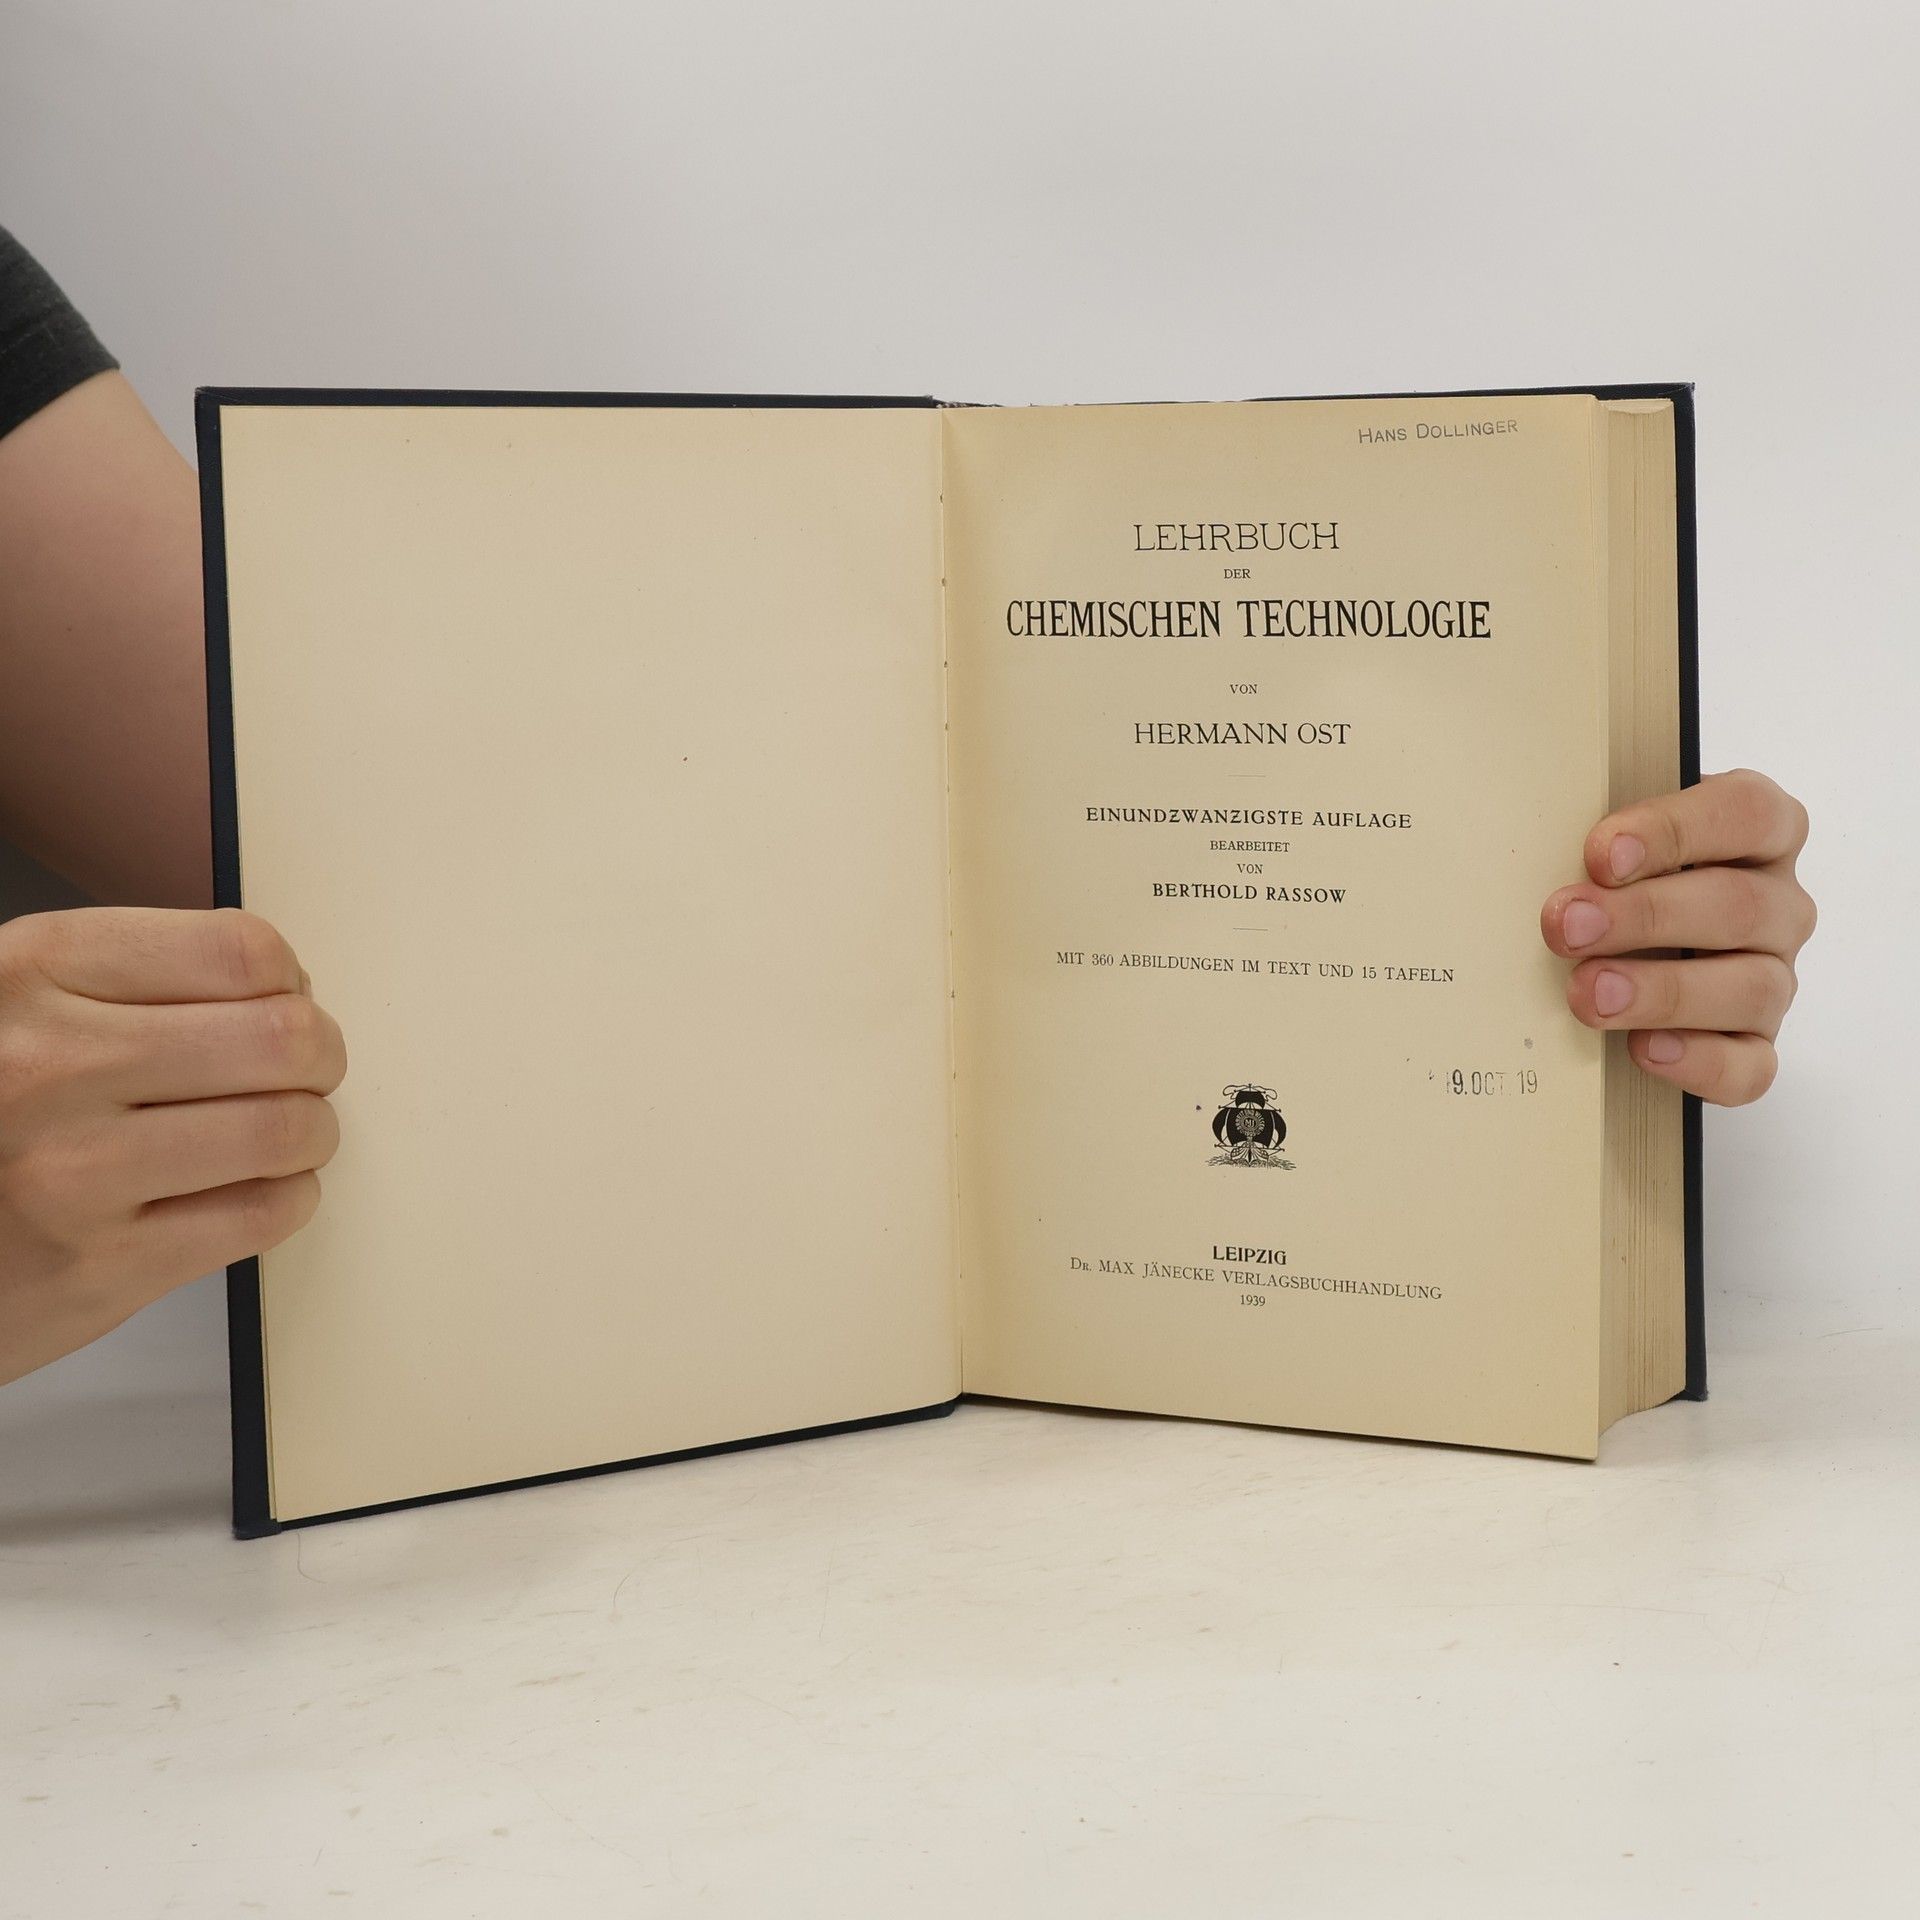 HANS DOLLINGER
LEHRBUCH
DER
CHEMISCHEN TECHNOLOGIE
VON
HERMANN OST
EINUNDZWANZIGSTE AUFLAGE
BEARBEITET
VON
BERTHOLD RASSOW
MIT 360 ABBILDUNGEN IM TEXT UND 15 TAFELN
9. OCT 19
LEIPZIG
DR. MAX JÄNECKE VERLAGSBUCHHANDLUNG
1939